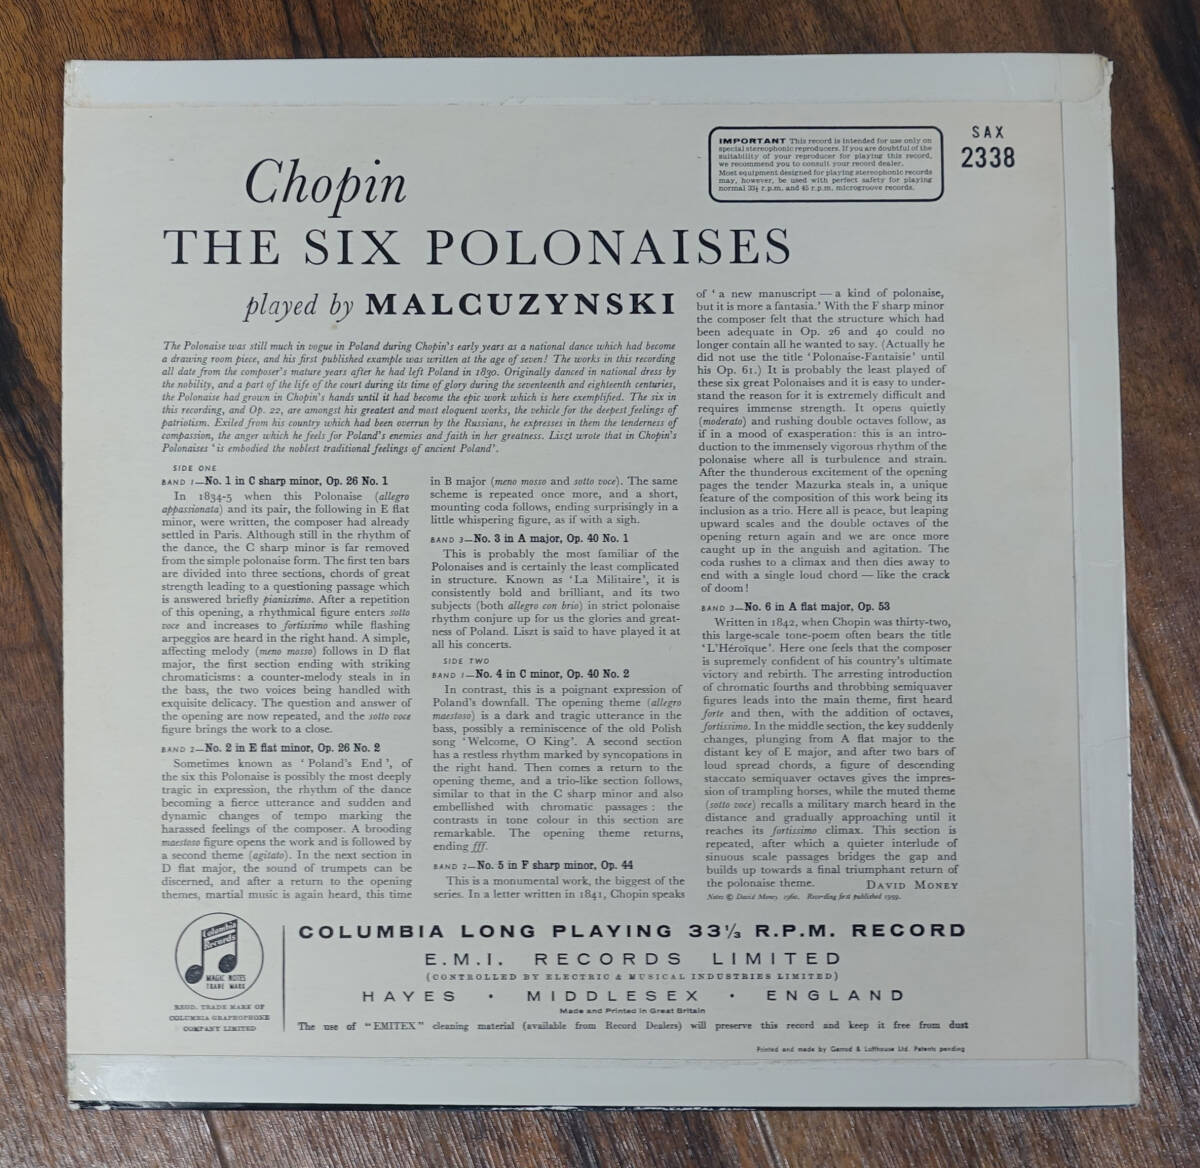 IMPORTANT This record is intended for use only on
special stereophonic reproducers. If you are doubtful of the
suitability of your reproducer for playing this record,
we recommend you to consult your record dealer.
Most equipment designed for playing stereophonic records
may, however, be used with perfect safety for playing
normal 33⅓ r.p.m. and 45 r.p.m. microgroove records.
SAX
2338
Chopin
THE SIX POLONAISES
played by MALCUZYNSKI
The Polonaise was still much in vogue in Poland during Chopin's early years as a national dance which had become
a drawing room piece, and his first published example was written at the age of seven! The works in this recording
all date from the composer's mature years after he had left Poland in 1830. Originally danced in national dress by
the nobility, and a part of the life of the court during its time of glory during the seventeenth and eighteenth centuries,
the Polonaise had grown in Chopin's hands until it had become the epic work which is here exemplified. The six in
this recording, and Op. 22, are amongst his greatest and most eloquent works, the vehicle for the deepest feelings of
patriotism. Exiled from his country which had been overrun by the Russians, he expresses in them the tenderness of
compassion, the anger which he feels for Poland's enemies and faith in her greatness. Liszt wrote that in Chopin's
Polonaises 'is embodied the noblest traditional feelings of ancient Poland'.
SIDE ONE
BAND 1—No. 1 in C sharp minor, Op. 26 No. 1
In 1834-5 when this Polonaise (allegro
appassionata) and its pair, the following in E flat
minor, were written, the composer had already
settled in Paris. Although still in the rhythm of
the dance, the C sharp minor is far removed
from the simple polonaise form. The first ten bars
are divided into three sections, chords of great
strength leading to a questioning passage which
is answered briefly pianissimo. After a repetition
of this opening, a rhythmical figure enters sotto
voce and increases to fortissimo while flashing
arpeggios are heard in the right hand. A simple,
affecting melody (meno mosso) follows in D flat
major, the first section ending with striking
chromaticisms: a counter-melody steals in in
the bass, the two voices being handled with
exquisite delicacy. The question and answer of
the opening are now repeated, and the sotto voce
figure brings the work to a close.
BAND 2—No. 2 in E flat minor, Op. 26 No. 2
Sometimes known as 'Poland's End', of
the six this Polonaise is possibly the most deeply
tragic in expression, the rhythm of the dance
becoming a fierce utterance and sudden and
dynamic changes of tempo marking the
harassed feelings of the composer. A brooding
maestoso figure opens the work and is followed by
a second theme (agitato). In the next section in
D flat major, the sound of trumpets can be
discerned, and after a return to the opening
themes, martial music is again heard, this time
in B major (meno mosso and sotto voce). The same
scheme is repeated once more, and a short,
mounting coda follows, ending surprisingly in a
little whispering figure, as if with a sigh.
BAND 3—No. 3 in A major, Op. 40 No. 1
This is probably the most familiar of the
Polonaises and is certainly the least complicated
in structure. Known as 'La Militaire', it is
consistently bold and brilliant, and its two
subjects (both allegro con brio) in strict polonaise
rhythm conjure up for us the glories and great-
ness of Poland. Liszt is said to have played it at
all his concerts.
SIDE TWO
BAND 1—No. 4 in C minor, Op. 40 No. 2
In contrast, this is a poignant expression of
Poland's downfall. The opening theme (allegro
maestoso) is a dark and tragic utterance in the
bass, possibly a reminiscence of the old Polish
song 'Welcome, O King'. A second section
has a restless rhythm marked by syncopations in
the right hand. Then comes a return to the
opening theme, and a trio-like section follows,
similar to that in the C sharp minor and also
embellished with chromatic passages: the
contrasts in tone colour in this section are
remarkable. The opening theme returns,
ending fff.
BAND 2—No. 5 in F sharp minor, Op. 44
This is a monumental work, the biggest of the
series. In a letter written in 1841, Chopin speaks
of 'a new manuscript — a kind of polonaise,
but it is more a fantasia.' With the F sharp minor
the composer felt that the structure which had
been adequate in Op. 26 and 40 could no
longer contain all he wanted to say. (Actually he
did not use the title 'Polonaise-Fantaisie' until
his Op. 61.) It is probably the least played of
these six great Polonaises and it is easy to under-
stand the reason for it is extremely difficult and
requires immense strength. It opens quietly
(moderato) and rushing double octaves follow, as
if in a mood of exasperation: this is an intro-
duction to the immensely vigorous rhythm of the
polonaise where all is turbulence and strain.
After the thunderous excitement of the opening
pages the tender Mazurka steals in, a unique
feature of the composition of this work being its
inclusion as a trio. Here all is peace, but leaping
upward scales and the double octaves of the
opening return again and we are once more
caught up in the anguish and agitation. The
coda rushes to a climax and then dies away to
end with a single loud chord — like the crack
of doom!
BAND 3—No. 6 in A flat major, Op. 53
Written in 1842, when Chopin was thirty-two,
this large-scale tone-poem often bears the title
'L'Héroïque'. Here one feels that the composer
is supremely confident of his country's ultimate
victory and rebirth. The arresting introduction
of chromatic fourths and throbbing semiquaver
figures leads into the main theme, first heard
forte and then, with the addition of octaves,
fortissimo. In the middle section, the key suddenly
changes, plunging from A flat major to the
distant key of E major, and after two bars of
loud spread chords, a figure of descending
staccato semiquaver octaves gives the impres-
sion of trampling horses, while the muted theme
(sotto voce) recalls a military march heard in the
distance and gradually approaching until it
reaches its fortissimo climax. This section is
repeated, after which a quieter interlude of
sinuous scale passages bridges the gap and
builds up towards a final triumphant return of
the polonaise theme. DAVID MONEY
Notes © David Money 1960. Recording first published 1959.
Columbia
Records
MAGIC NOTES
TRADE MARK
REGD. TRADE MARK OF
COLUMBIA GRAPHOPHONE
COMPANY LIMITED
COLUMBIA LONG PLAYING 33⅓ R.P.M. RECORD
E.M.I. RECORDS LIMITED
(CONTROLLED BY ELECTRIC & MUSICAL INDUSTRIES LIMITED)
HAYES · MIDDLESEX · ENGLAND
Made and Printed in Great Britain
The use of "EMITEX" cleaning material (available from Record Dealers) will preserve this record and keep it free from dust
Printed and made by Garrod & Lofthouse Ltd. Patents pending